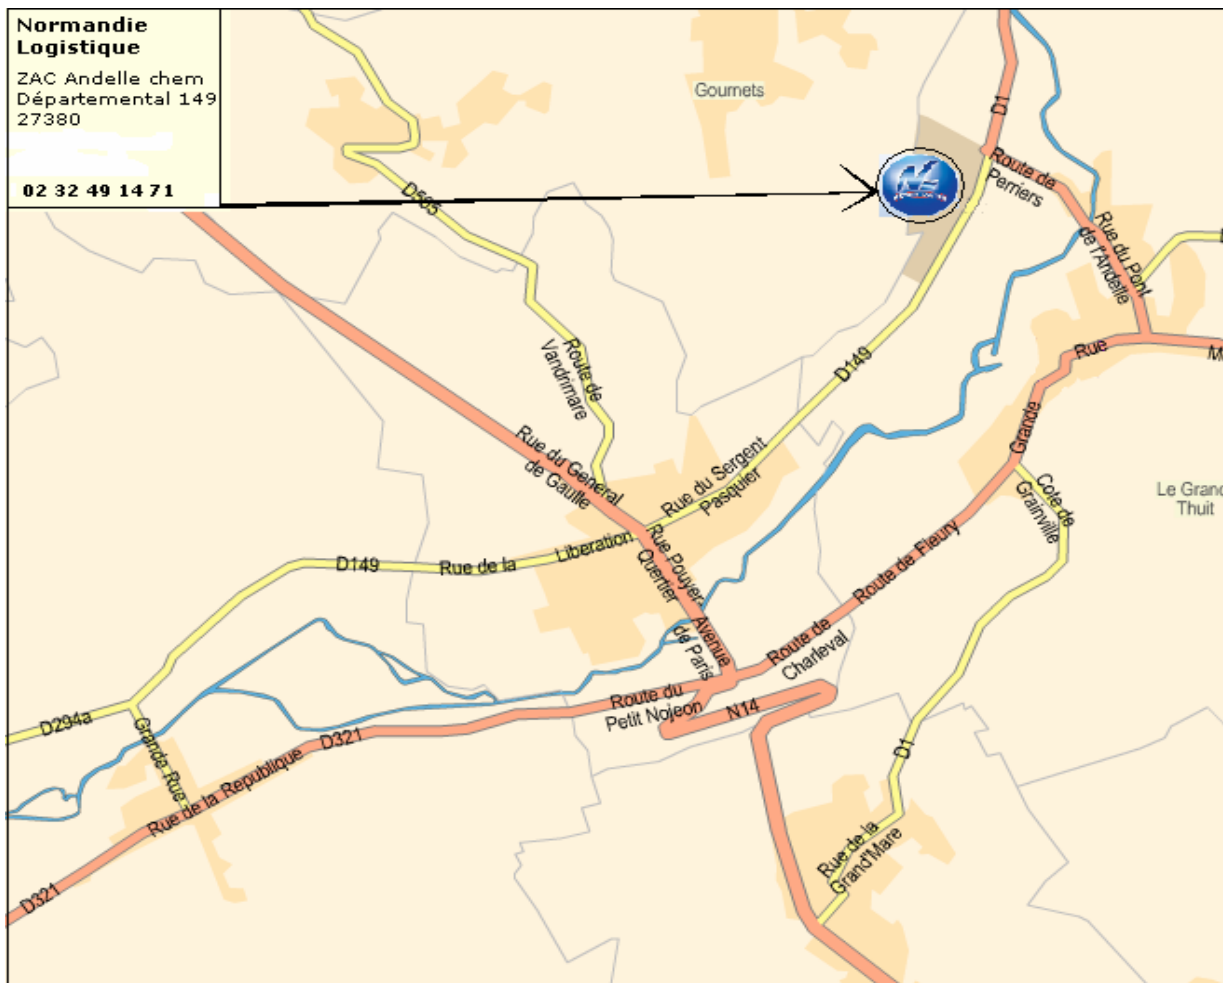 Normandie
Logistique
ZAC Andelle chem
Départemental 149
27380
02 32 49 14 71
Gournets
D1
Route de
Perriers
D505
Rue du Pont
de l'Andelle
Route de
Vandrimare
D149
Rue
Grande
Rue du General
de Gaulle
Rue du Sergent
Pasquier
Le Grand
Thuit
Cote de
Grainville
D149
Rue de la
Liberation
Rue Pouyer-
Quertier
Route de Fleury
Avenue
de Paris
Route de
Charleval
Route du
Petit Nojeon
N14
D294a
Grande Rue
D321
D1
Rue de la Republique
Rue de la
Grand'Mare
D321